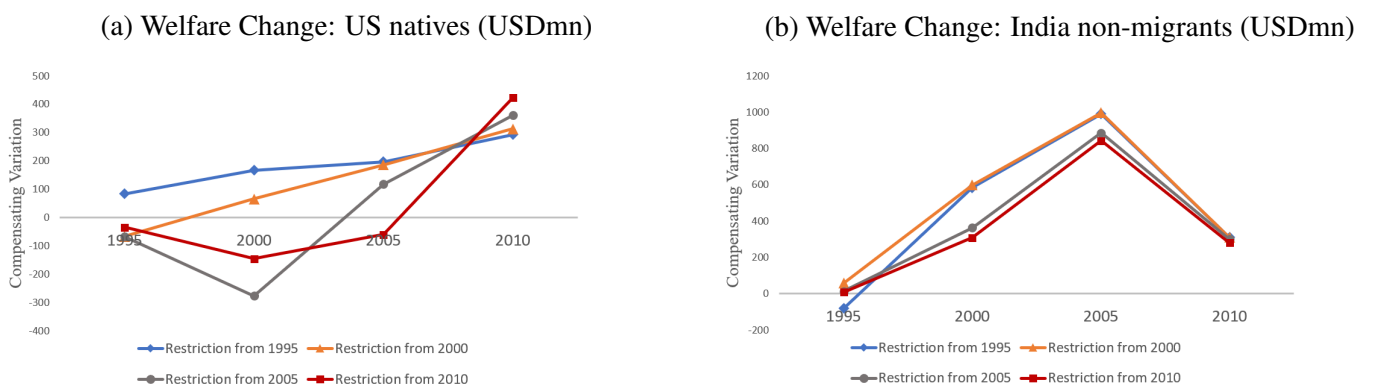 (a) Welfare Change: US natives (USDmn)
Compensating Variation
500
400
300
200
100
0
-100
-200
-300
-400
1995 2000 2005 2010
Restriction from 1995 Restriction from 2000
Restriction from 2005 Restriction from 2010
(b) Welfare Change: India non-migrants (USDmn)
Compensating Variation
1200
1000
800
600
400
200
0
-200
1995 2000 2005 2010
Restriction from 1995 Restriction from 2000
Restriction from 2005 Restriction from 2010